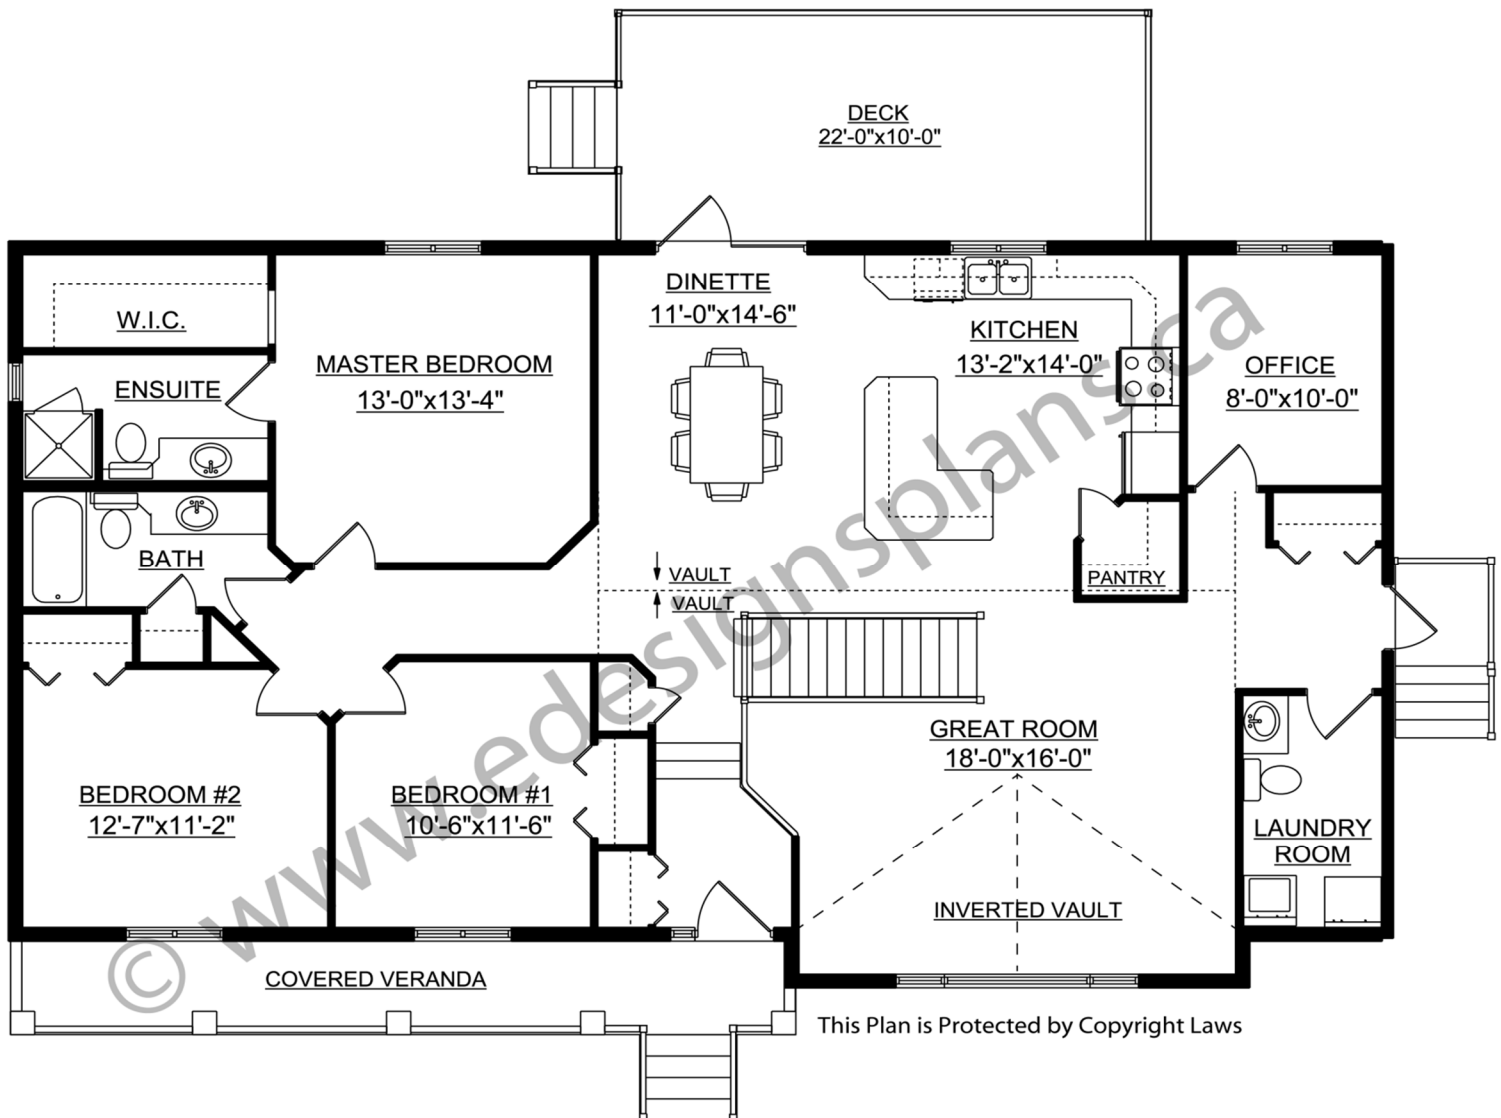 DECK
22'-0"x10'-0"
DINETTE
11'-0"x14'-6"
W.I.C.
KITCHEN
13'-2"x14'-0"
MASTER BEDROOM
13'-0"x13'-4"
ENSUITE
OFFICE
8'-0"x10'-0"
BATH
VAULT
VAULT
PANTRY
GREAT ROOM
18'-0"x16'-0"
BEDROOM #2
12'-7"x11'-2"
BEDROOM #1
10'-6"x11'-6"
LAUNDRY
ROOM
INVERTED VAULT
COVERED VERANDA
This Plan is Protected by Copyright Laws
© www.edesignsplans.ca